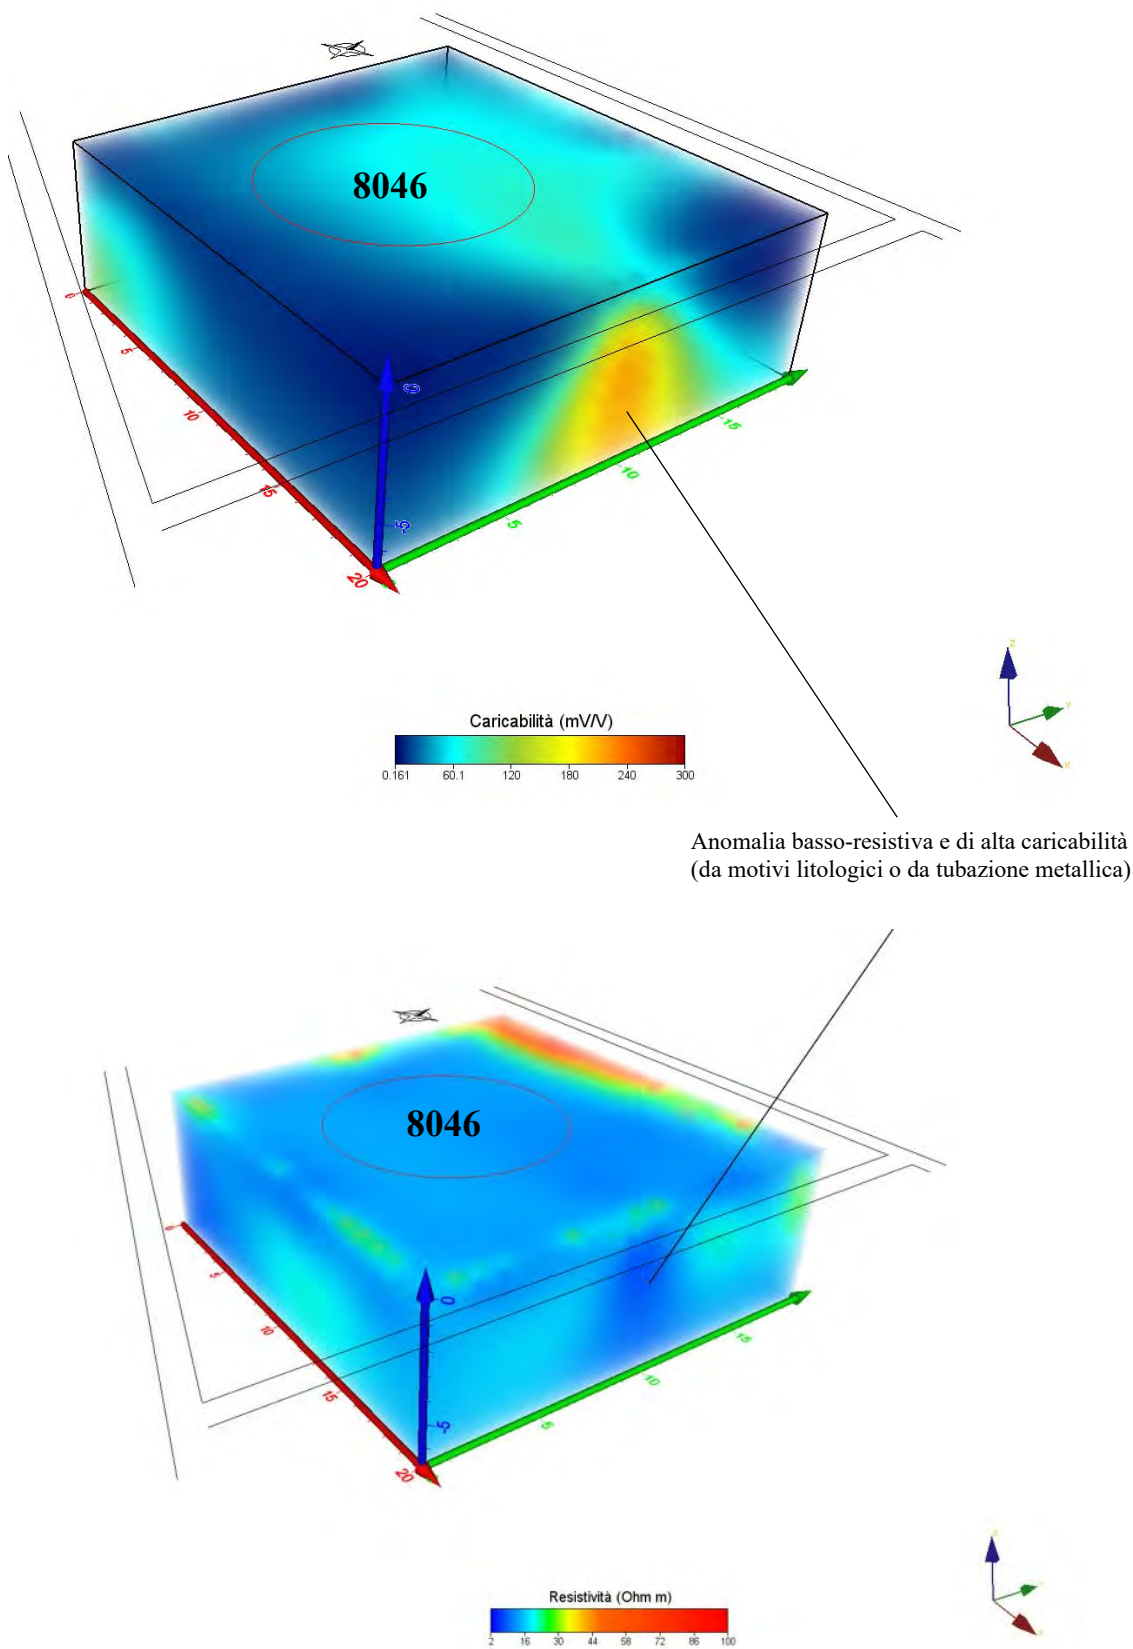 8046
0
5
10
15
20
0
-5
5
10
15
Caricabilità (mV/V)
0.161 60.1 120 180 240 300
Z
Y
X
Anomalia basso-resistiva e di alta caricabilità
(da motivi litologici o da tubazione metallica)
8046
0
5
10
15
20
0
-5
5
10
15
Resistività (Ohm m)
2 16 30 44 58 72 86 100